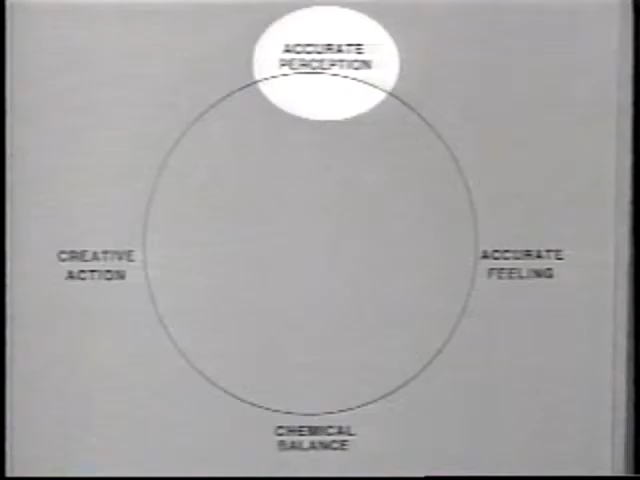 ACCURATE
PERCEPTION
CREATIVE
ACTION
ACCURATE
FEELING
CHEMICAL
BALANCE